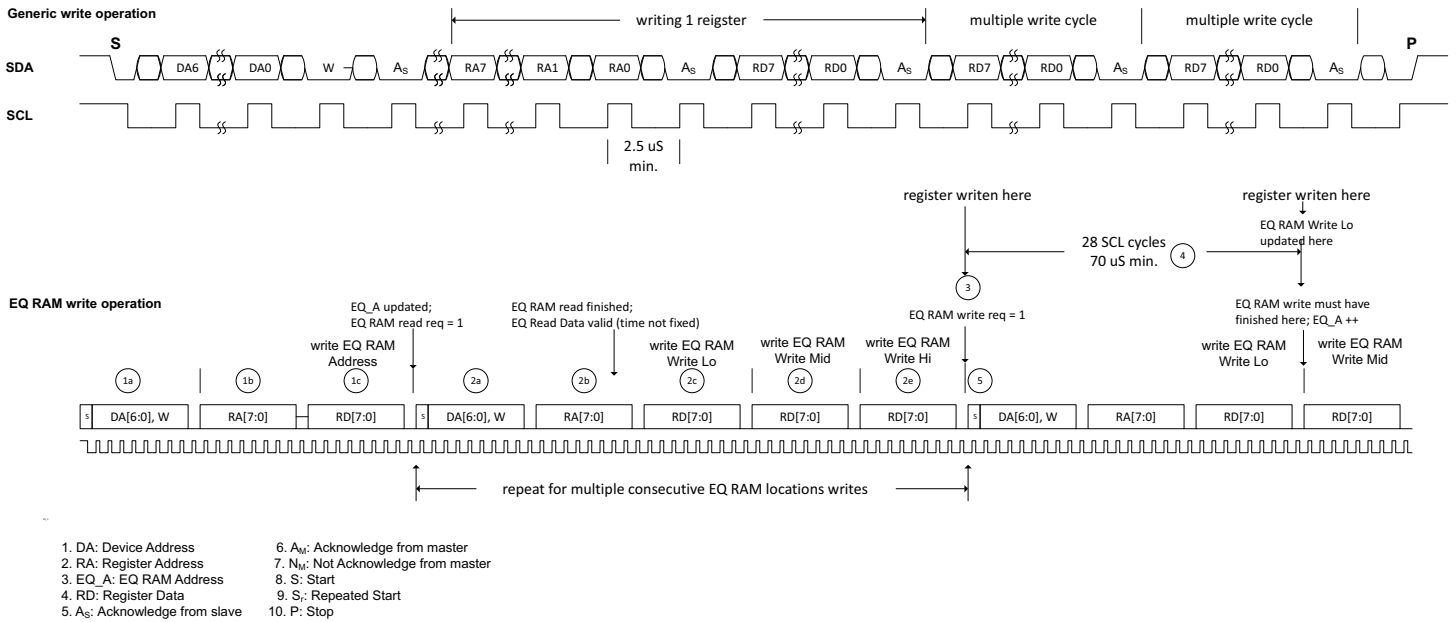 Generic write operation
writing 1 reigster
multiple write cycle
multiple write cycle
S
P
SDA
DA6
DA0
W
AS
RA7
RA1
RA0
AS
RD7
RD0
AS
RD7
RD0
AS
RD7
RD0
AS
SCL
2.5 uS
min.
register writen here
register writen here
EQ RAM Write Lo
updated here
28 SCL cycles
70 uS min.
4
3
EQ RAM write operation
EQ_A updated;
EQ RAM read req = 1
EQ RAM read finished;
EQ Read Data valid (time not fixed)
EQ RAM write req = 1
EQ RAM write must have
finished here; EQ_A ++
write EQ RAM
Address
write EQ RAM
Write Lo
write EQ RAM
Write Mid
write EQ RAM
Write Hi
write EQ RAM
Write Lo
write EQ RAM
Write Mid
1a
1b
1c
2a
2b
2c
2d
2e
5
S
DA[6:0], W
RA[7:0]
RD[7:0]
S
DA[6:0], W
RA[7:0]
RD[7:0]
RD[7:0]
RD[7:0]
S
DA[6:0], W
RA[7:0]
RD[7:0]
RD[7:0]
repeat for multiple consecutive EQ RAM locations writes
1. DA: Device Address
2. RA: Register Address
3. EQ_A: EQ RAM Address
4. RD: Register Data
5. AS: Acknowledge from slave
6. AM: Acknowledge from master
7. NM: Not Acknowledge from master
8. S: Start
9. Sr: Repeated Start
10. P: Stop